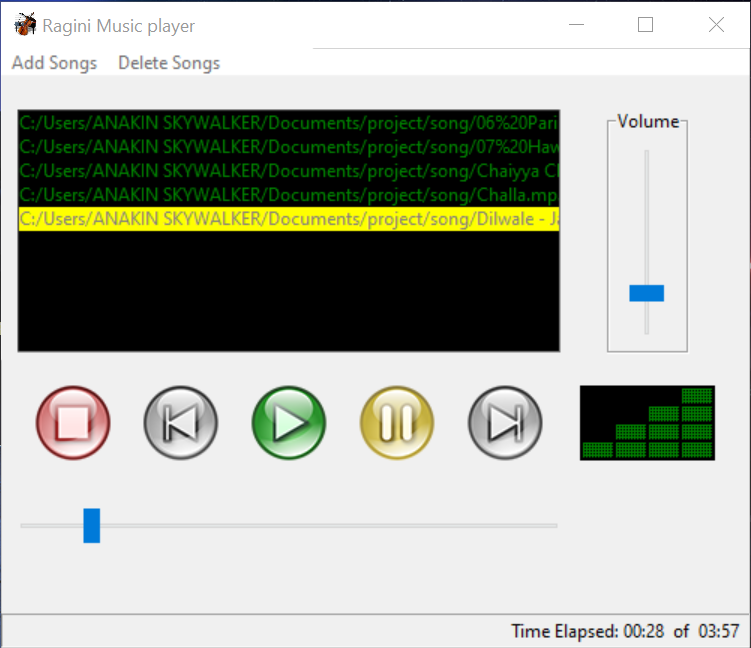 Ragini Music player
Add Songs Delete Songs
C:/Users/ANAKIN SKYWALKER/Documents/project/song/06%20Pari
C:/Users/ANAKIN SKYWALKER/Documents/project/song/07%20Haw
C:/Users/ANAKIN SKYWALKER/Documents/project/song/Chaiyya Cl
C:/Users/ANAKIN SKYWALKER/Documents/project/song/Challa.mp
C:/Users/ANAKIN SKYWALKER/Documents/project/song/Dilwale - Ja
Volume
Time Elapsed: 00:28 of 03:57